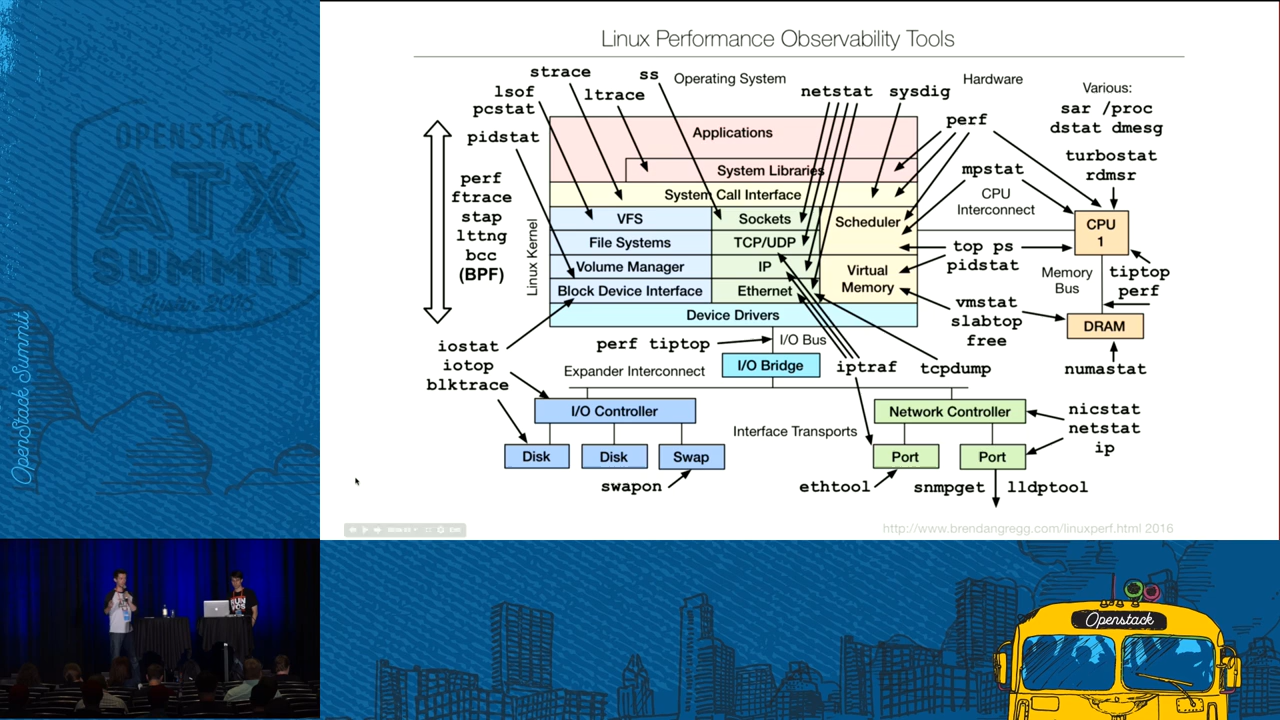 OPENSTACK
ATX
SUMMIT
OpenStack Summit
Linux Performance Observability Tools
strace
ss
Operating System
Hardware
lsof
pcstat
ltrace
netstat
sysdig
Various:
sar /proc
dstat dmesg
pidstat
perf
Applications
turbostat
rdmsr
mpstat
System Libraries
perf
ftrace
stap
lttng
bcc
(BPF)
System Call Interface
CPU
Interconnect
Linux Kernel
VFS
Sockets
Scheduler
CPU
1
File Systems
TCP/UDP
top ps
pidstat
Volume Manager
IP
Virtual
Memory
Memory
Bus
tiptop
perf
Block Device Interface
Ethernet
vmstat
slabtop
free
Device Drivers
DRAM
iostat
iotop
blktrace
perf tiptop
I/O Bus
I/O Bridge
iptraf
tcpdump
numastat
Expander Interconnect
I/O Controller
Network Controller
nicstat
netstat
ip
Interface Transports
Disk
Disk
Swap
Port
Port
swapon
ethtool
snmpget
lldptool
http://www.brendangregg.com/linuxperf.html 2016
Openstack